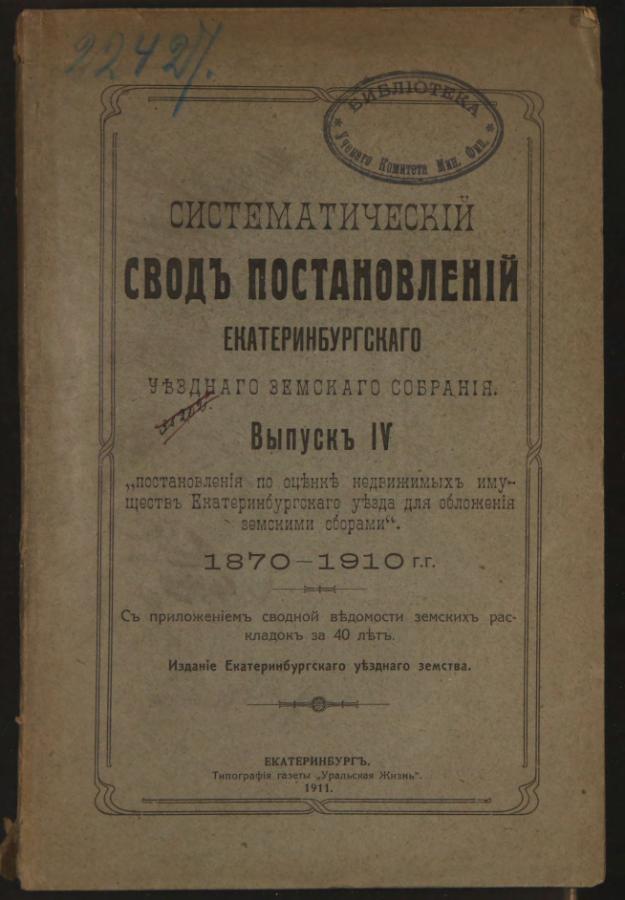 22427.
БИБЛІОТЕКА
Ученаго Комитета Мин. Фин.
СИСТЕМАТИЧЕСКІЙ
СВОДЪ ПОСТАНОВЛЕНІЙ
ЕКАТЕРИНБУРГСКАГО
УѢЗДНАГО ЗЕМСКАГО СОБРАНІЯ.
Выпускъ IV
„постановленія по оцѣнкѣ недвижимыхъ иму-
ществъ Екатеринбургскаго уѣзда для обложенія
земскими сборами“.
1870—1910 г.г.
Съ приложеніемъ сводной вѣдомости земскихъ рас-
кладокъ за 40 лѣтъ.
Изданіе Екатеринбургскаго уѣзднаго земства.
ЕКАТЕРИНБУРГЪ.
Типографія газеты „Уральская Жизнь“.
1911.